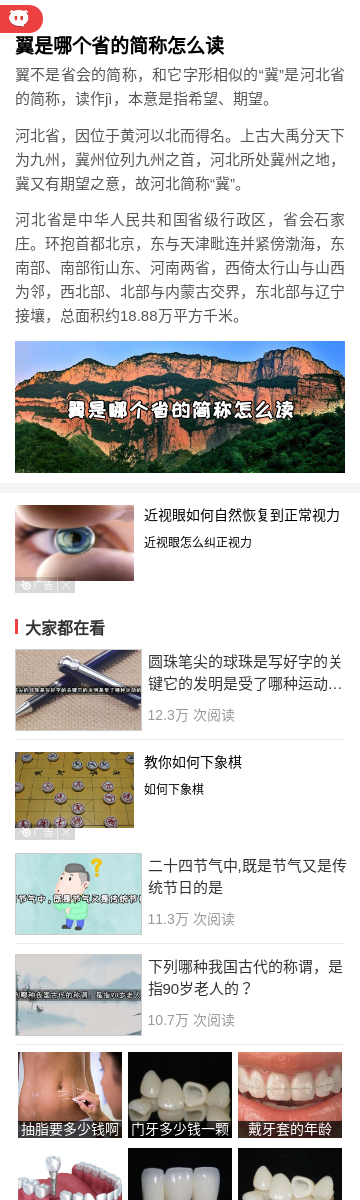 翼是哪个省的简称怎么读
翼不是省会的简称，和它字形相似的“冀”是河北省
的简称，读作jì，本意是指希望、期望。
河北省，因位于黄河以北而得名。上古大禹分天下
为九州，冀州位列九州之首，河北所处冀州之地，
冀又有期望之意，故河北简称“冀”。
河北省是中华人民共和国省级行政区，省会石家
庄。环抱首都北京，东与天津毗连并紧傍渤海，东
南部、南部衔山东、河南两省，西倚太行山与山西
为邻，西北部、北部与内蒙古交界，东北部与辽宁
接壤，总面积约18.88万平方千米。
翼是哪个省的简称怎么读
近视眼如何自然恢复到正常视力
近视眼怎么纠正视力
广告
大家都在看
圆珠笔尖的球珠是写好字的关
键它的发明是受了哪种运动…
12.3万 次阅读
教你如何下象棋
如何下象棋
广告
二十四节气中,既是节气又是传
统节日的是
11.3万 次阅读
下列哪种我国古代的称谓，是
指90岁老人的？
10.7万 次阅读
抽脂要多少钱啊
门牙多少钱一颗
戴牙套的年龄